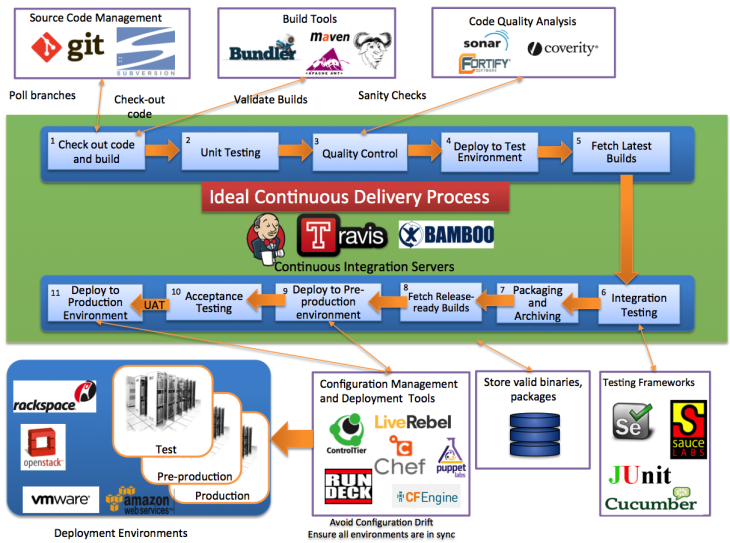 Source Code Management
git
SUBVERSION
Build Tools
Bundler
maven
APACHE ANT
Code Quality Analysis
sonar
FORTIFY
SOFTWARE
coverity®
Poll branches
Check-out
code
Validate Builds
Sanity Checks
1 Check out code
and build
2 Unit Testing
3 Quality Control
4 Deploy to Test
Environment
5 Fetch Latest
Builds
Ideal Continuous Delivery Process
Travis
BAMBOO
Continuous Integration Servers
11 Deploy to
Production
Environment
UAT
10 Acceptance
Testing
9 Deploy to Pre-
production
environment
8 Fetch Release-
ready Builds
7 Packaging
and
Archiving
6 Integration
Testing
rackspace
openstack
vmware
amazon
webservices
Test
Pre-production
Production
Deployment Environments
Configuration Management
and Deployment Tools
ControlTier
LiveRebel
Chef
puppet
labs
RUN
DECK
CFEngine
Avoid Configuration Drift
Ensure all environments are in sync
Store valid binaries,
packages
Testing Frameworks
Se
SAUCE
LABS
JUnit
Cucumber